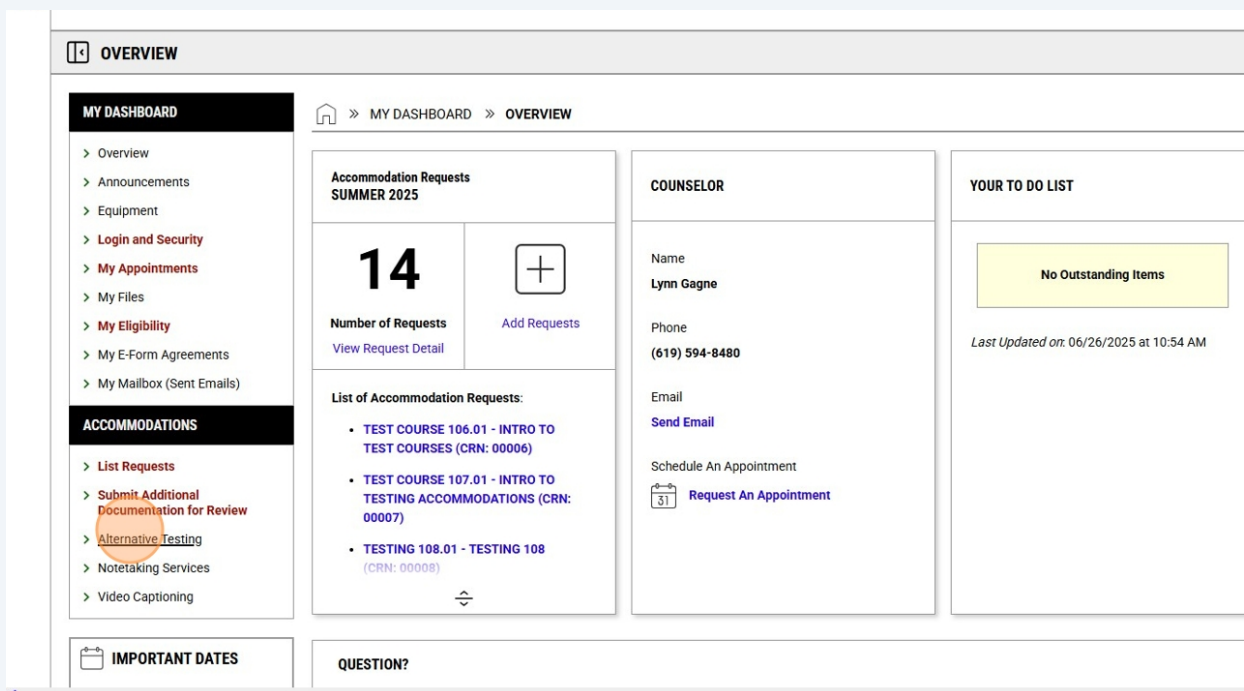 OVERVIEW
MY DASHBOARD
Overview
Announcements
Equipment
Login and Security
My Appointments
My Files
My Eligibility
My E-Form Agreements
My Mailbox (Sent Emails)
ACCOMMODATIONS
List Requests
Submit Additional
Documentation for Review
Alternative Testing
Notetaking Services
Video Captioning
IMPORTANT DATES
» MY DASHBOARD » OVERVIEW
Accommodation Requests
SUMMER 2025
14
Number of Requests
View Request Detail
Add Requests
List of Accommodation Requests:
• TEST COURSE 106.01 - INTRO TO
TEST COURSES (CRN: 00006)
• TEST COURSE 107.01 - INTRO TO
TESTING ACCOMMODATIONS (CRN:
00007)
• TESTING 108.01 - TESTING 108
(CRN: 00008)
COUNSELOR
Name
Lynn Gagne
Phone
(619) 594-8480
Email
Send Email
Schedule An Appointment
31 Request An Appointment
YOUR TO DO LIST
No Outstanding Items
Last Updated on: 06/26/2025 at 10:54 AM
QUESTION?